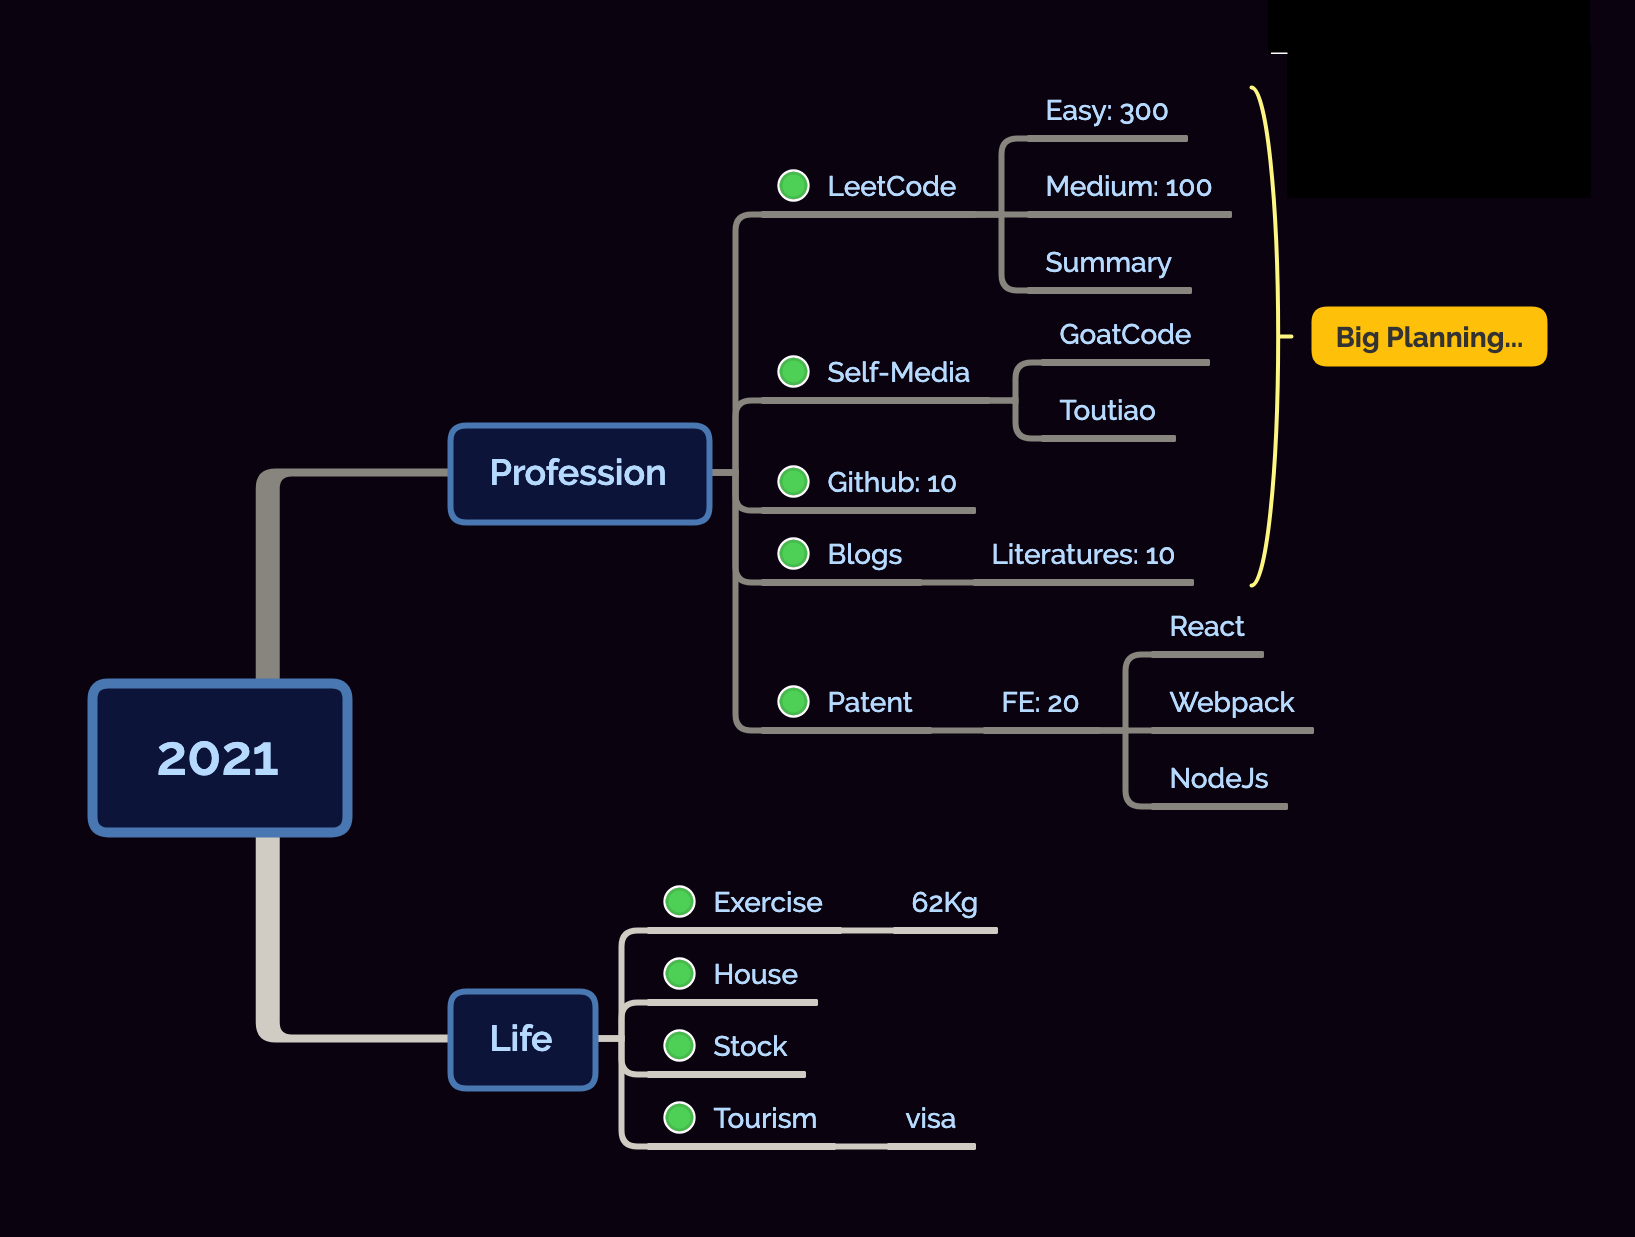 2021
Profession
LeetCode
Easy: 300
Medium: 100
Summary
Self-Media
GoatCode
Toutiao
Github: 10
Blogs
Literatures: 10
Big Planning...
Patent
FE: 20
React
Webpack
NodeJs
Life
Exercise
62Kg
House
Stock
Tourism
visa